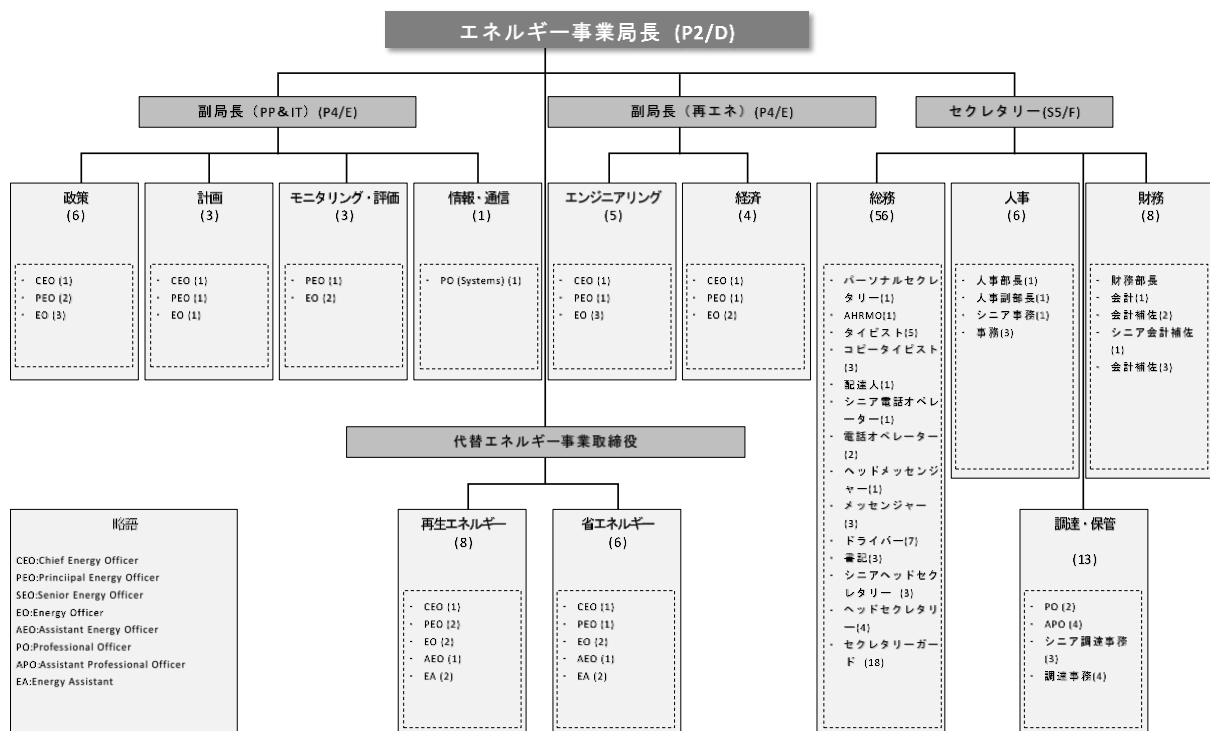 エネルギー事業局長 (P2/D)
副局長（PP＆IT）(P4/E)
副局長（再エネ）(P4/E)
セクレタリー(S5/F)
政策
(6)
- CEO (1)
- PEO (2)
- EO (3)
計画
(3)
- CEO (1)
- PEO (1)
- EO (1)
モニタリング・評価
(3)
- PEO (1)
- EO (2)
情報・通信
(1)
- PO (Systems) (1)
エンジニアリング
(5)
- CEO (1)
- PEO (1)
- EO (3)
経済
(4)
- CEO (1)
- PEO (1)
- EO (2)
総務
(56)
- パーソナルセクレ
タリー(1)
- AHRMO(1)
- タイピスト(5)
- コピータイピスト
(3)
- 配達人(1)
- シニア電話オペレ
ーター(1)
- 電話オペレーター
(2)
- ヘッドメッセンジ
ャー(1)
- メッセンジャー
(3)
- ドライバー(7)
- 書記(3)
- シニアヘッドセク
レタリー (3)
- ヘッドセクレタリ
ー(4)
- セクレタリーガー
ド (18)
人事
(6)
- 人事部長(1)
- 人事副部長(1)
- シニア事務(1)
- 事務(3)
財務
(8)
- 財務部長
- 会計(1)
- 会計補佐(2)
- シニア会計補佐
(1)
- 会計補佐(3)
代替エネルギー事業取締役
再生エネルギー
(8)
- CEO (1)
- PEO (2)
- EO (2)
- AEO (1)
- EA (2)
省エネルギー
(6)
- CEO (1)
- PEO (1)
- EO (2)
- AEO (1)
- EA (2)
調達・保管
(13)
- PO (2)
- APO (4)
- シニア調達事務
(3)
- 調達事務(4)
略語
CEO:Chief Energy Officer
PEO:Princiipal Energy Officer
SEO:Senior Energy Officer
EO:Energy Officer
AEO:Assistant Energy Officer
PO:Professional Officer
APO:Assistant Professional Officer
EA:Energy Assistant